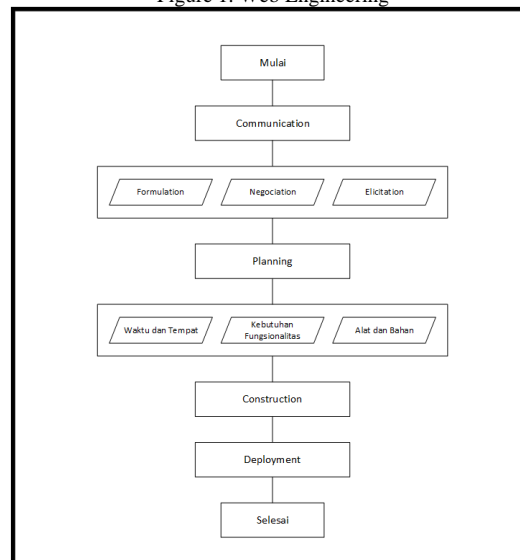 Figure 1. Web Engineering
Mulai
Communication
Formulation
Negociation
Elicitation
Planning
Waktu dan Tempat
Kebutuhan
Fungsionalitas
Alat dan Bahan
Construction
Deployment
Selesai